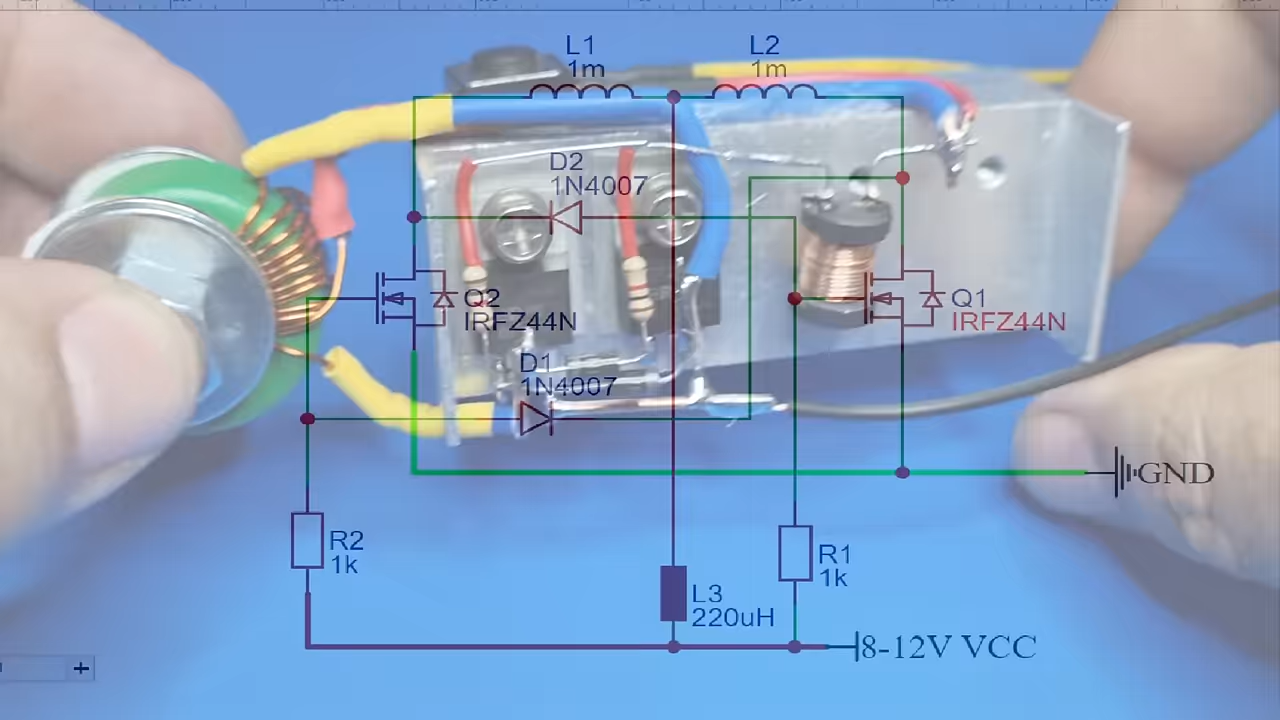 L1
1m
L2
1m
D2
1N4007
Q2
IRFZ44N
Q1
IRFZ44N
D1
1N4007
GND
R2
1k
R1
1k
L3
220uH
8-12V VCC